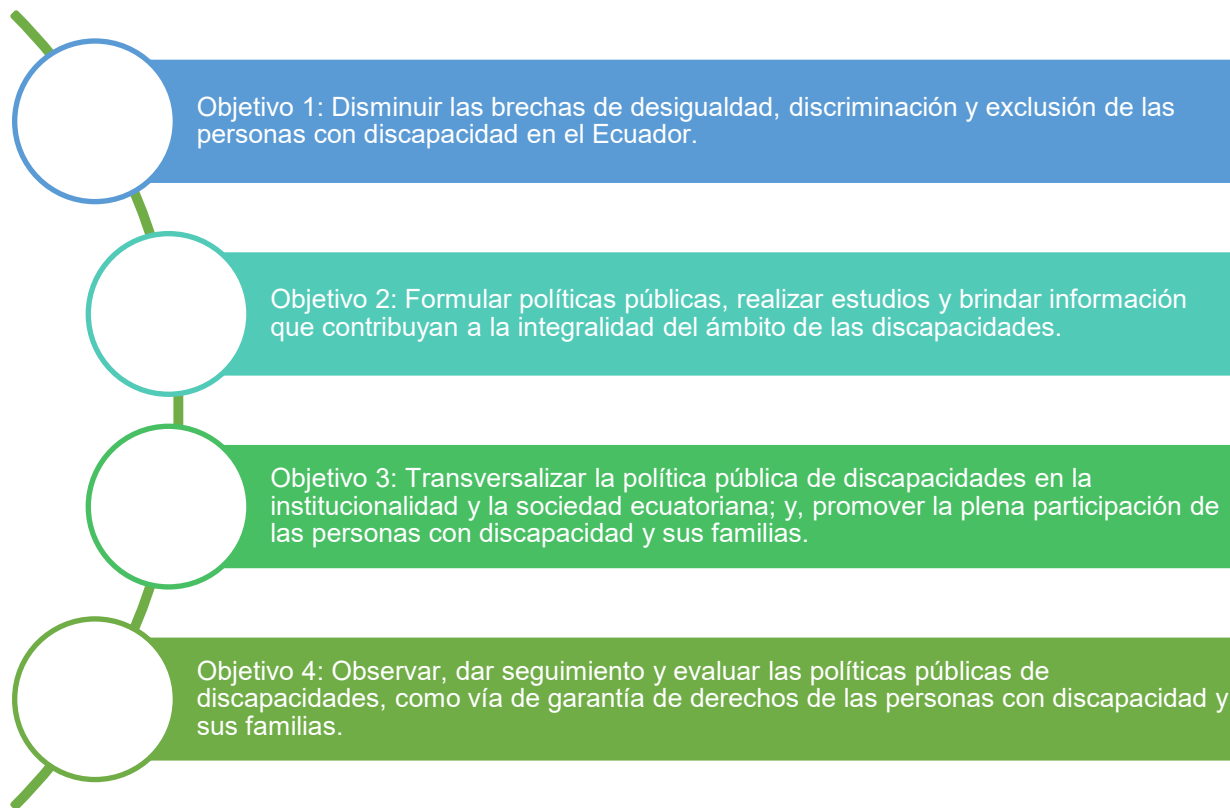 Objetivo 1: Disminuir las brechas de desigualdad, discriminación y exclusión de las
personas con discapacidad en el Ecuador.
Objetivo 2: Formular políticas públicas, realizar estudios y brindar información
que contribuyan a la integralidad del ámbito de las discapacidades.
Objetivo 3: Transversalizar la política pública de discapacidades en la
institucionalidad y la sociedad ecuatoriana; y, promover la plena participación de
las personas con discapacidad y sus familias.
Objetivo 4: Observar, dar seguimiento y evaluar las políticas públicas de
discapacidades, como vía de garantía de derechos de las personas con discapacidad y
sus familias.